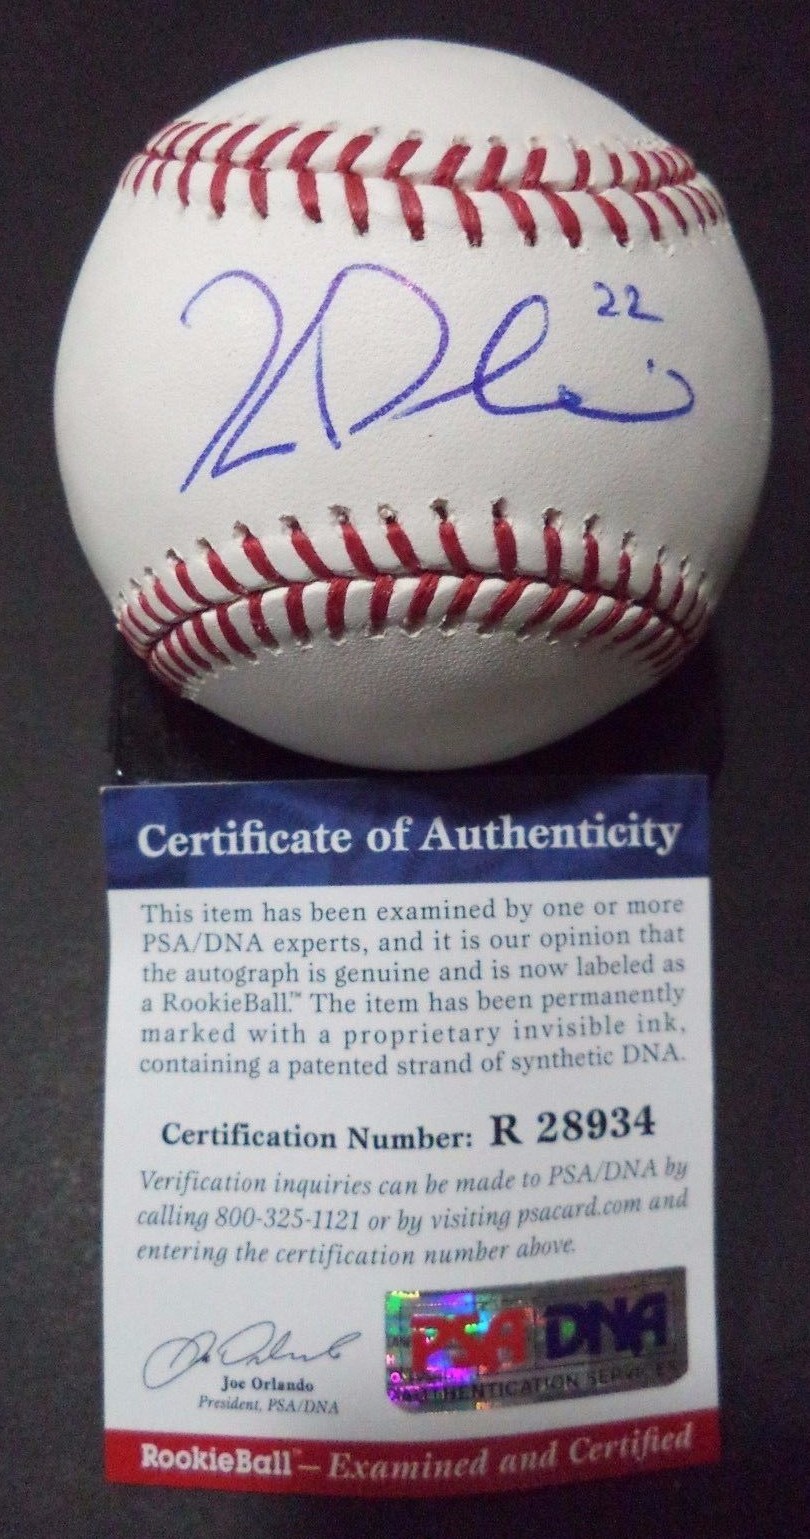 22
Certificate of Authenticity
This item has been examined by one or more
PSA/DNA experts, and it is our opinion that
the autograph is genuine and is now labeled as
a RookieBall.™ The item has been permanently
marked with a proprietary invisible ink,
containing a patented strand of synthetic DNA.
Certification Number: R 28934
Verification inquiries can be made to PSA/DNA by
calling 800-325-1121 or by visiting psacard.com and
entering the certification number above.
Joe Orlando
President, PSA/DNA
PSA DNA
AUTHENTICATION SERVICES
RookieBall™— Examined and Certified